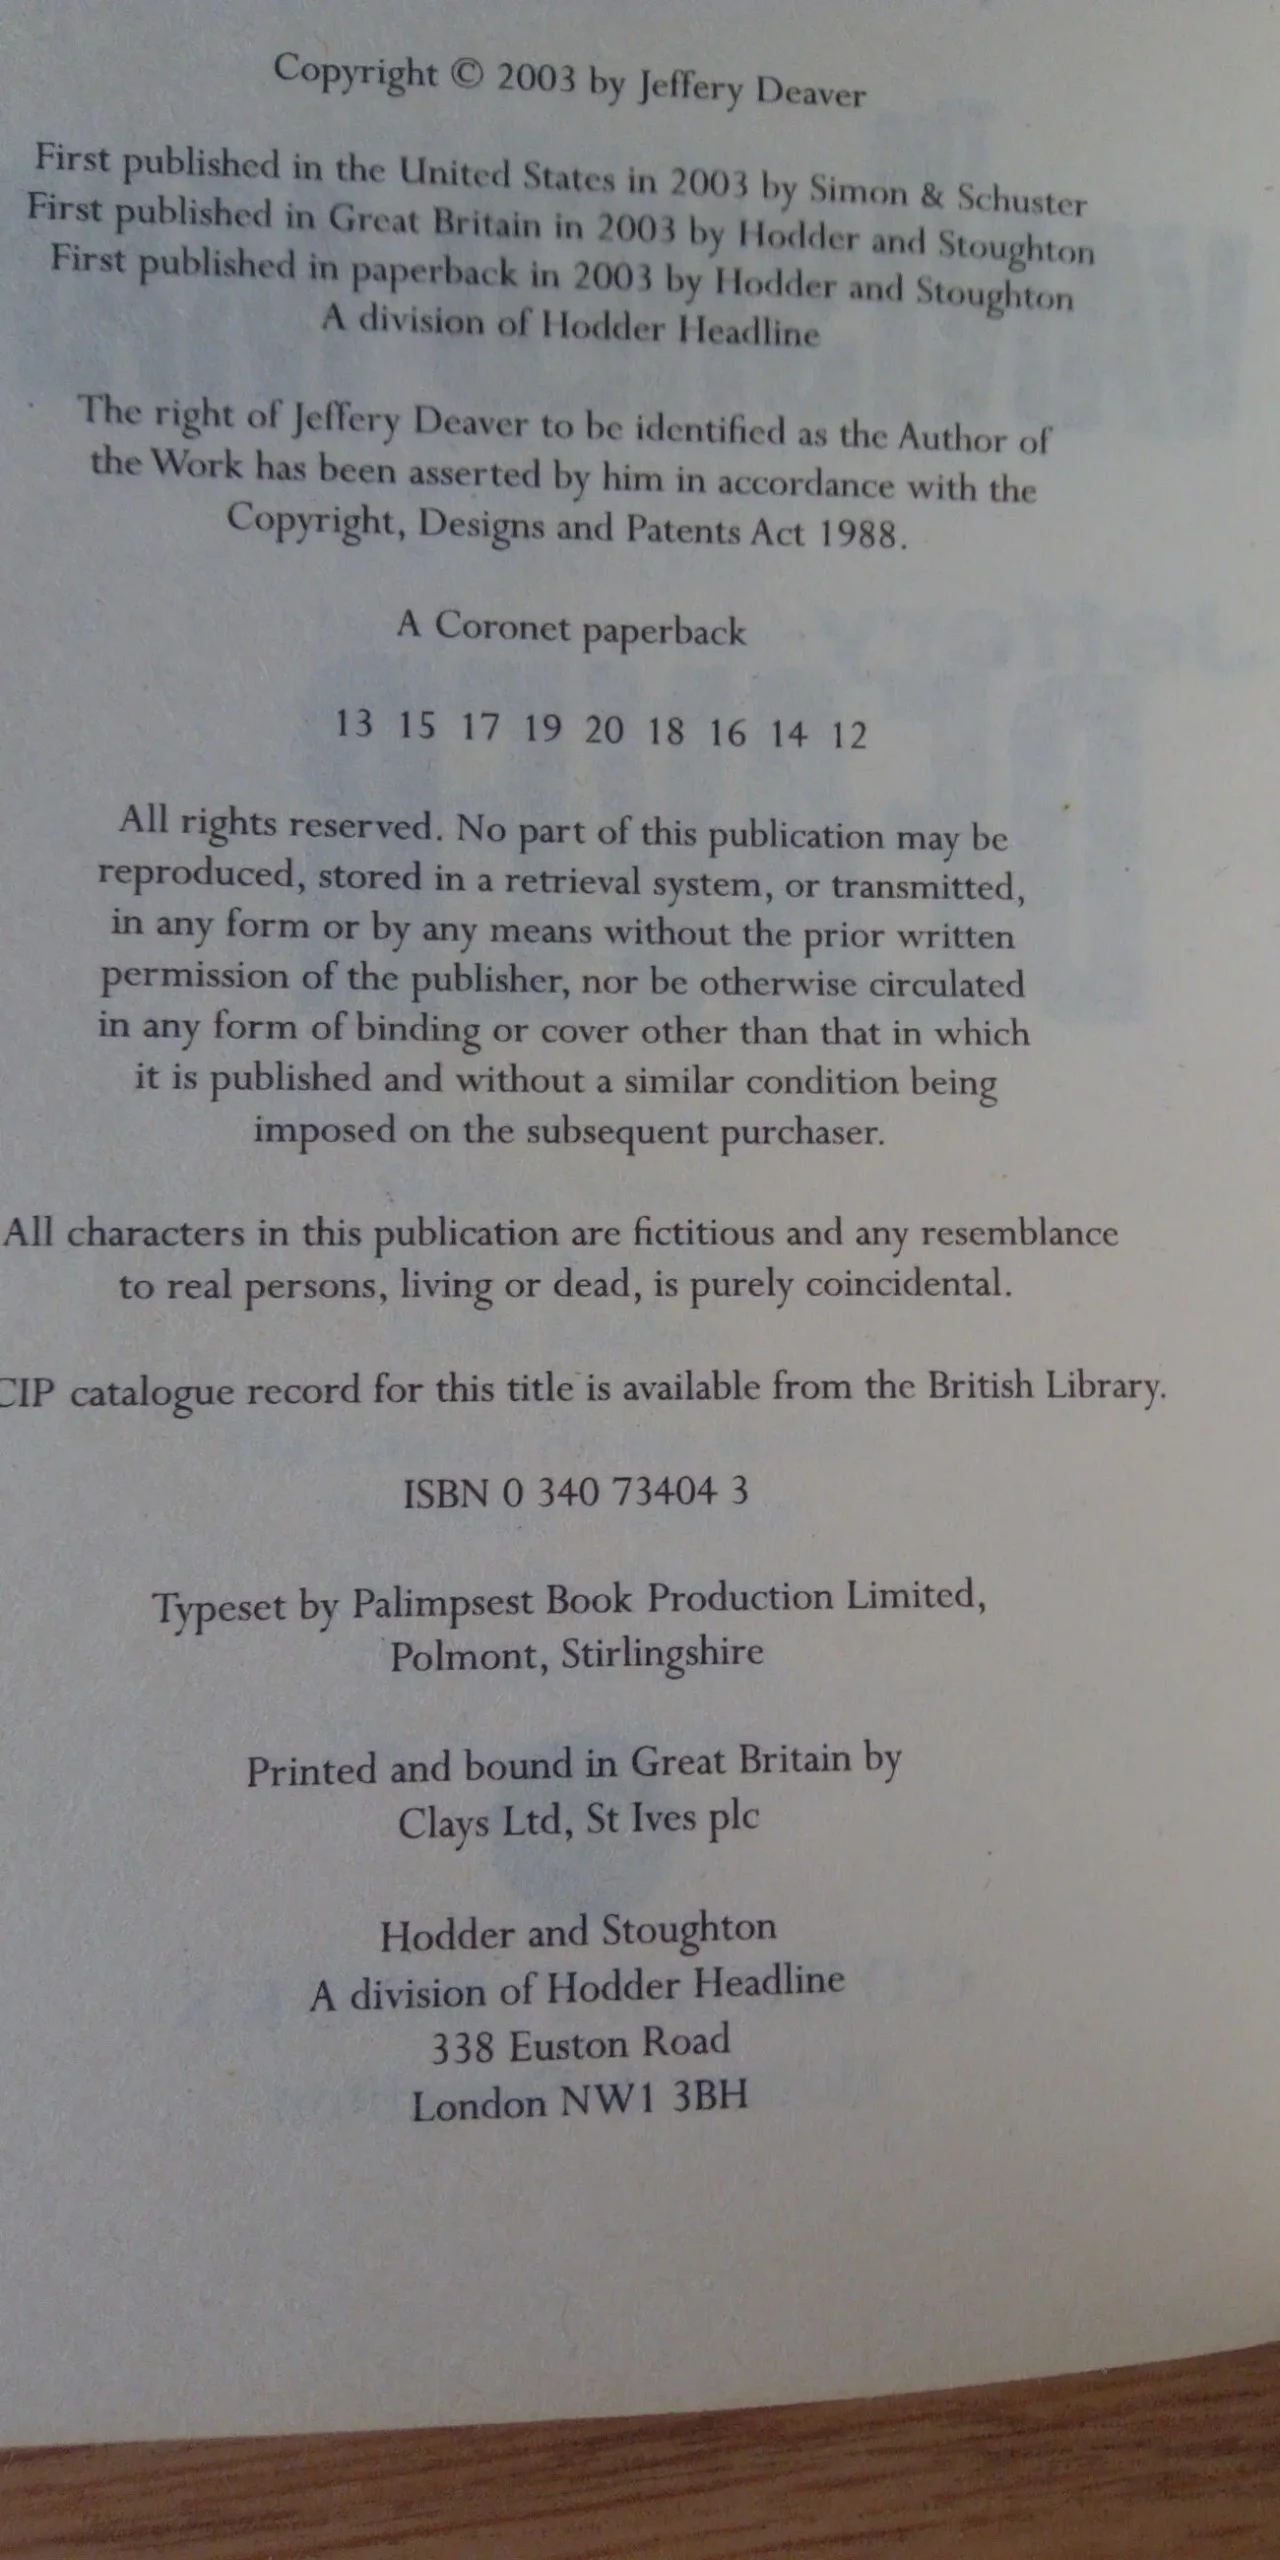 Copyright © 2003 by Jeffery Deaver
First published in the United States in 2003 by Simon & Schuster
First published in Great Britain in 2003 by Hodder and Stoughton
First published in paperback in 2003 by Hodder and Stoughton
A division of Hodder Headline
The right of Jeffery Deaver to be identified as the Author of
the Work has been asserted by him in accordance with the
Copyright, Designs and Patents Act 1988.
A Coronet paperback
13 15 17 19 20 18 16 14 12
All rights reserved. No part of this publication may be
reproduced, stored in a retrieval system, or transmitted,
in any form or by any means without the prior written
permission of the publisher, nor be otherwise circulated
in any form of binding or cover other than that in which
it is published and without a similar condition being
imposed on the subsequent purchaser.
All characters in this publication are fictitious and any resemblance
to real persons, living or dead, is purely coincidental.
CIP catalogue record for this title is available from the British Library.
ISBN 0 340 73404 3
Typeset by Palimpsest Book Production Limited,
Polmont, Stirlingshire
Printed and bound in Great Britain by
Clays Ltd, St Ives plc
Hodder and Stoughton
A division of Hodder Headline
338 Euston Road
London NW1 3BH